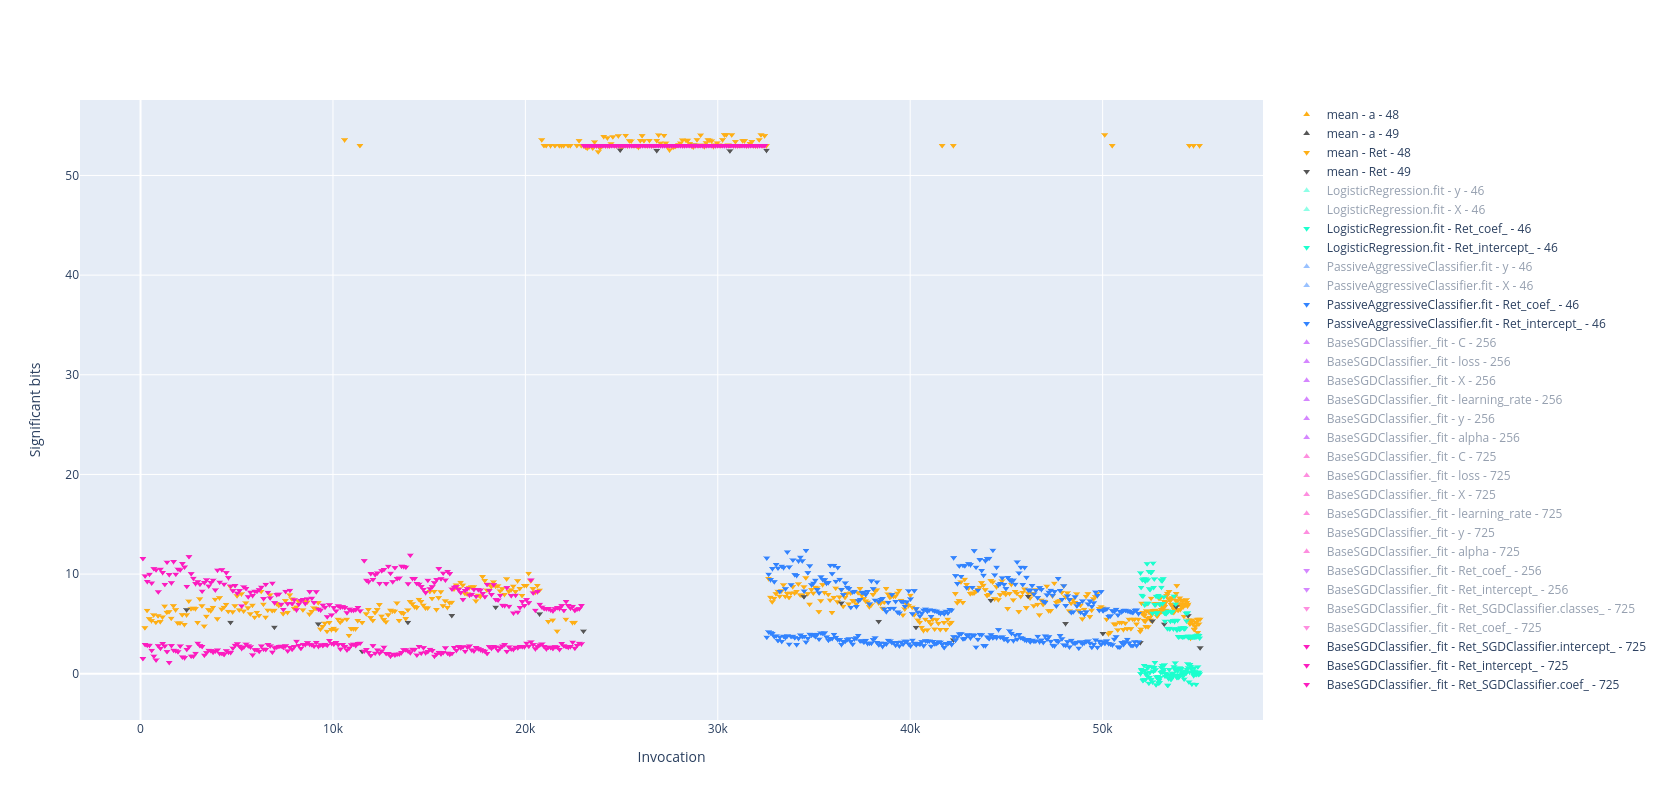 50
40
30
20
10
0
0
10k
20k
30k
40k
50k
Invocation
Significant bits
mean - a - 48
mean - a - 49
mean - Ret - 48
mean - Ret - 49
LogisticRegression.fit - y - 46
LogisticRegression.fit - X - 46
LogisticRegression.fit - Ret_coef_ - 46
LogisticRegression.fit - Ret_intercept_ - 46
PassiveAggressiveClassifier.fit - y - 46
PassiveAggressiveClassifier.fit - X - 46
PassiveAggressiveClassifier.fit - Ret_coef_ - 46
PassiveAggressiveClassifier.fit - Ret_intercept_ - 46
BaseSGDClassifier._fit - C - 256
BaseSGDClassifier._fit - loss - 256
BaseSGDClassifier._fit - X - 256
BaseSGDClassifier._fit - learning_rate - 256
BaseSGDClassifier._fit - y - 256
BaseSGDClassifier._fit - alpha - 256
BaseSGDClassifier._fit - C - 725
BaseSGDClassifier._fit - loss - 725
BaseSGDClassifier._fit - X - 725
BaseSGDClassifier._fit - learning_rate - 725
BaseSGDClassifier._fit - y - 725
BaseSGDClassifier._fit - alpha - 725
BaseSGDClassifier._fit - Ret_coef_ - 256
BaseSGDClassifier._fit - Ret_intercept_ - 256
BaseSGDClassifier._fit - Ret_SGDClassifier.classes_ - 725
BaseSGDClassifier._fit - Ret_coef_ - 725
BaseSGDClassifier._fit - Ret_SGDClassifier.intercept_ - 725
BaseSGDClassifier._fit - Ret_intercept_ - 725
BaseSGDClassifier._fit - Ret_SGDClassifier.coef_ - 725